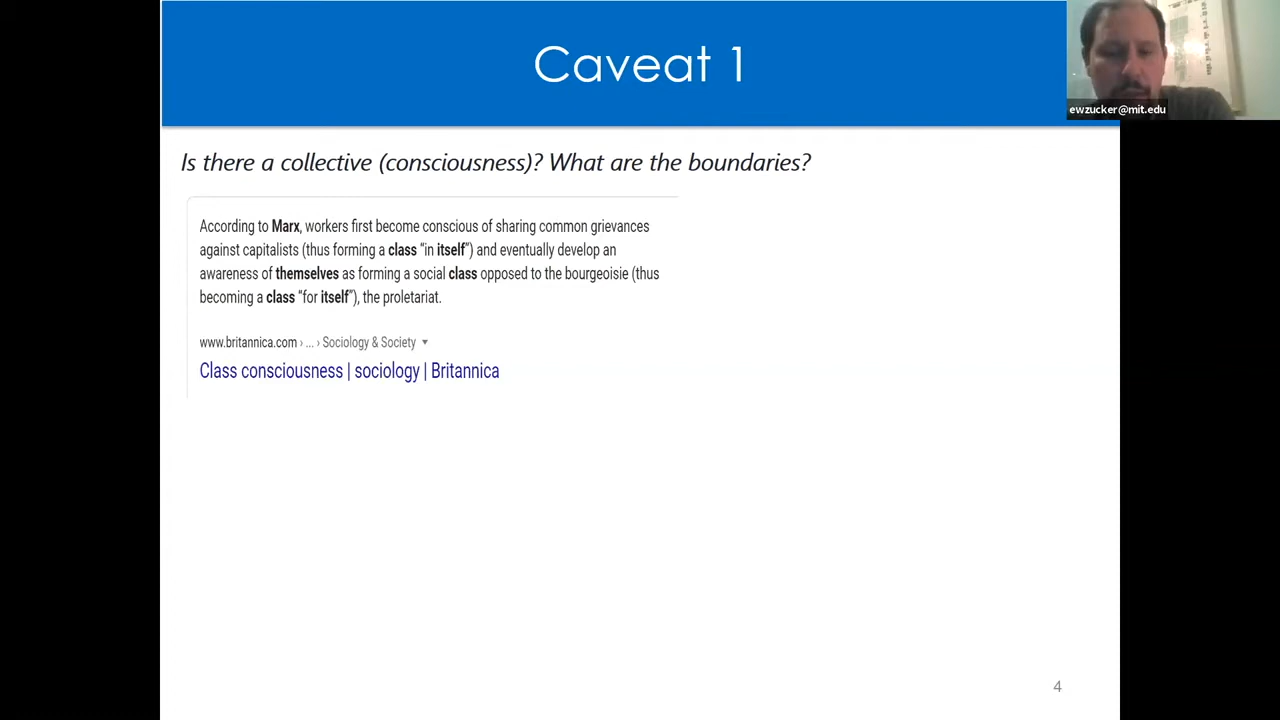 Caveat 1
ewzucker@mit.edu
Is there a collective (consciousness)? What are the boundaries?
According to Marx, workers first become conscious of sharing common grievances
against capitalists (thus forming a class “in itself”) and eventually develop an
awareness of themselves as forming a social class opposed to the bourgeoisie (thus
becoming a class “for itself”), the proletariat.
www.britannica.com › ... › Sociology & Society ▼
Class consciousness | sociology | Britannica
4